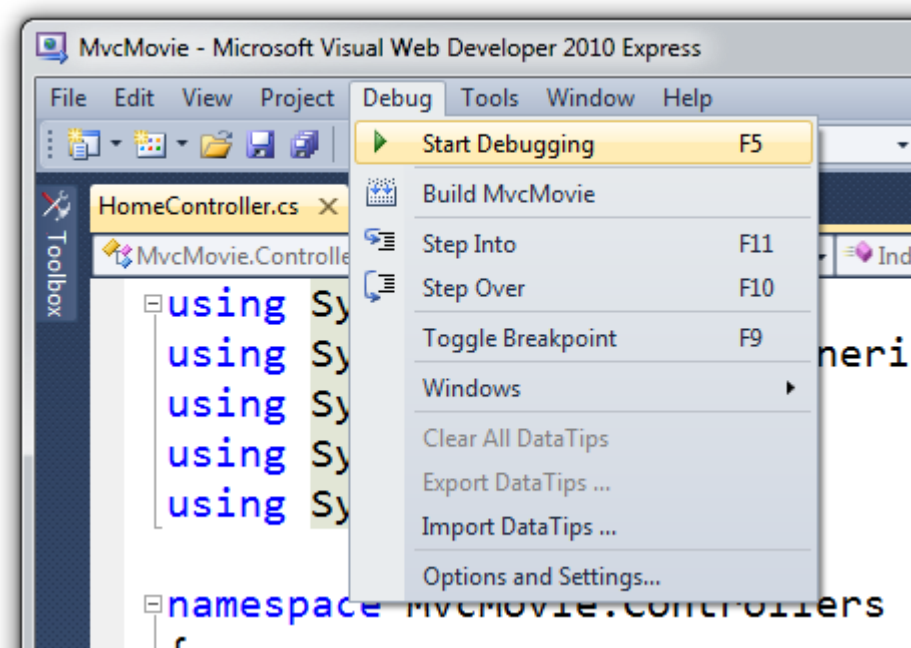 MvcMovie - Microsoft Visual Web Developer 2010 Express
File Edit View Project Debug Tools Window Help
Start Debugging F5
Build MvcMovie
Step Into F11
Step Over F10
Toggle Breakpoint F9
Windows
Clear All DataTips
Export DataTips ...
Import DataTips ...
Options and Settings...
Toolbox
HomeController.cs
MvcMovie.Controlle
Ind
using Sy
using Sy neri
using Sy
using Sy
using Sy
namespace MvcMovie.Controllers
{